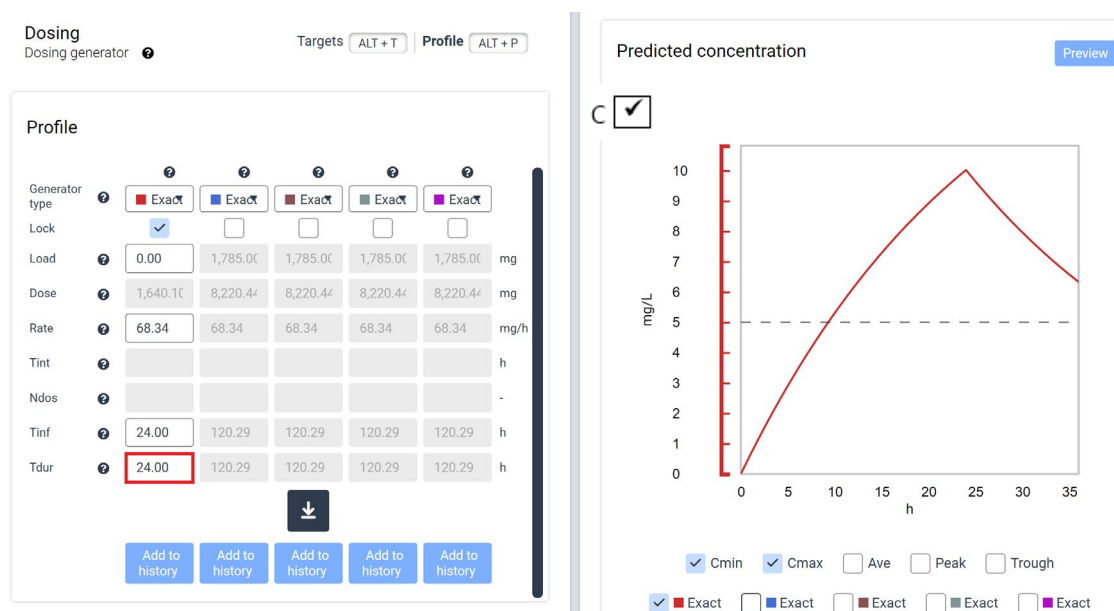 Dosing
Dosing generator
Targets ALT + T Profile ALT + P
Profile
Generator type Exact Exact Exact Exact Exact
Lock
Load 0.00 1,785.00 1,785.00 1,785.00 1,785.00 mg
Dose 1,640.10 8,220.44 8,220.44 8,220.44 8,220.44 mg
Rate 68.34 68.34 68.34 68.34 68.34 mg/h
Tint h
Ndos -
Tinf 24.00 120.29 120.29 120.29 120.29 h
Tdur 24.00 120.29 120.29 120.29 120.29 h
Add to history Add to history Add to history Add to history Add to history
Predicted concentration
Preview
C
10
9
8
7
6
5
4
3
2
1
0
mg/L
0 5 10 15 20 25 30 35
h
Cmin Cmax Ave Peak Trough
Exact Exact Exact Exact Exact